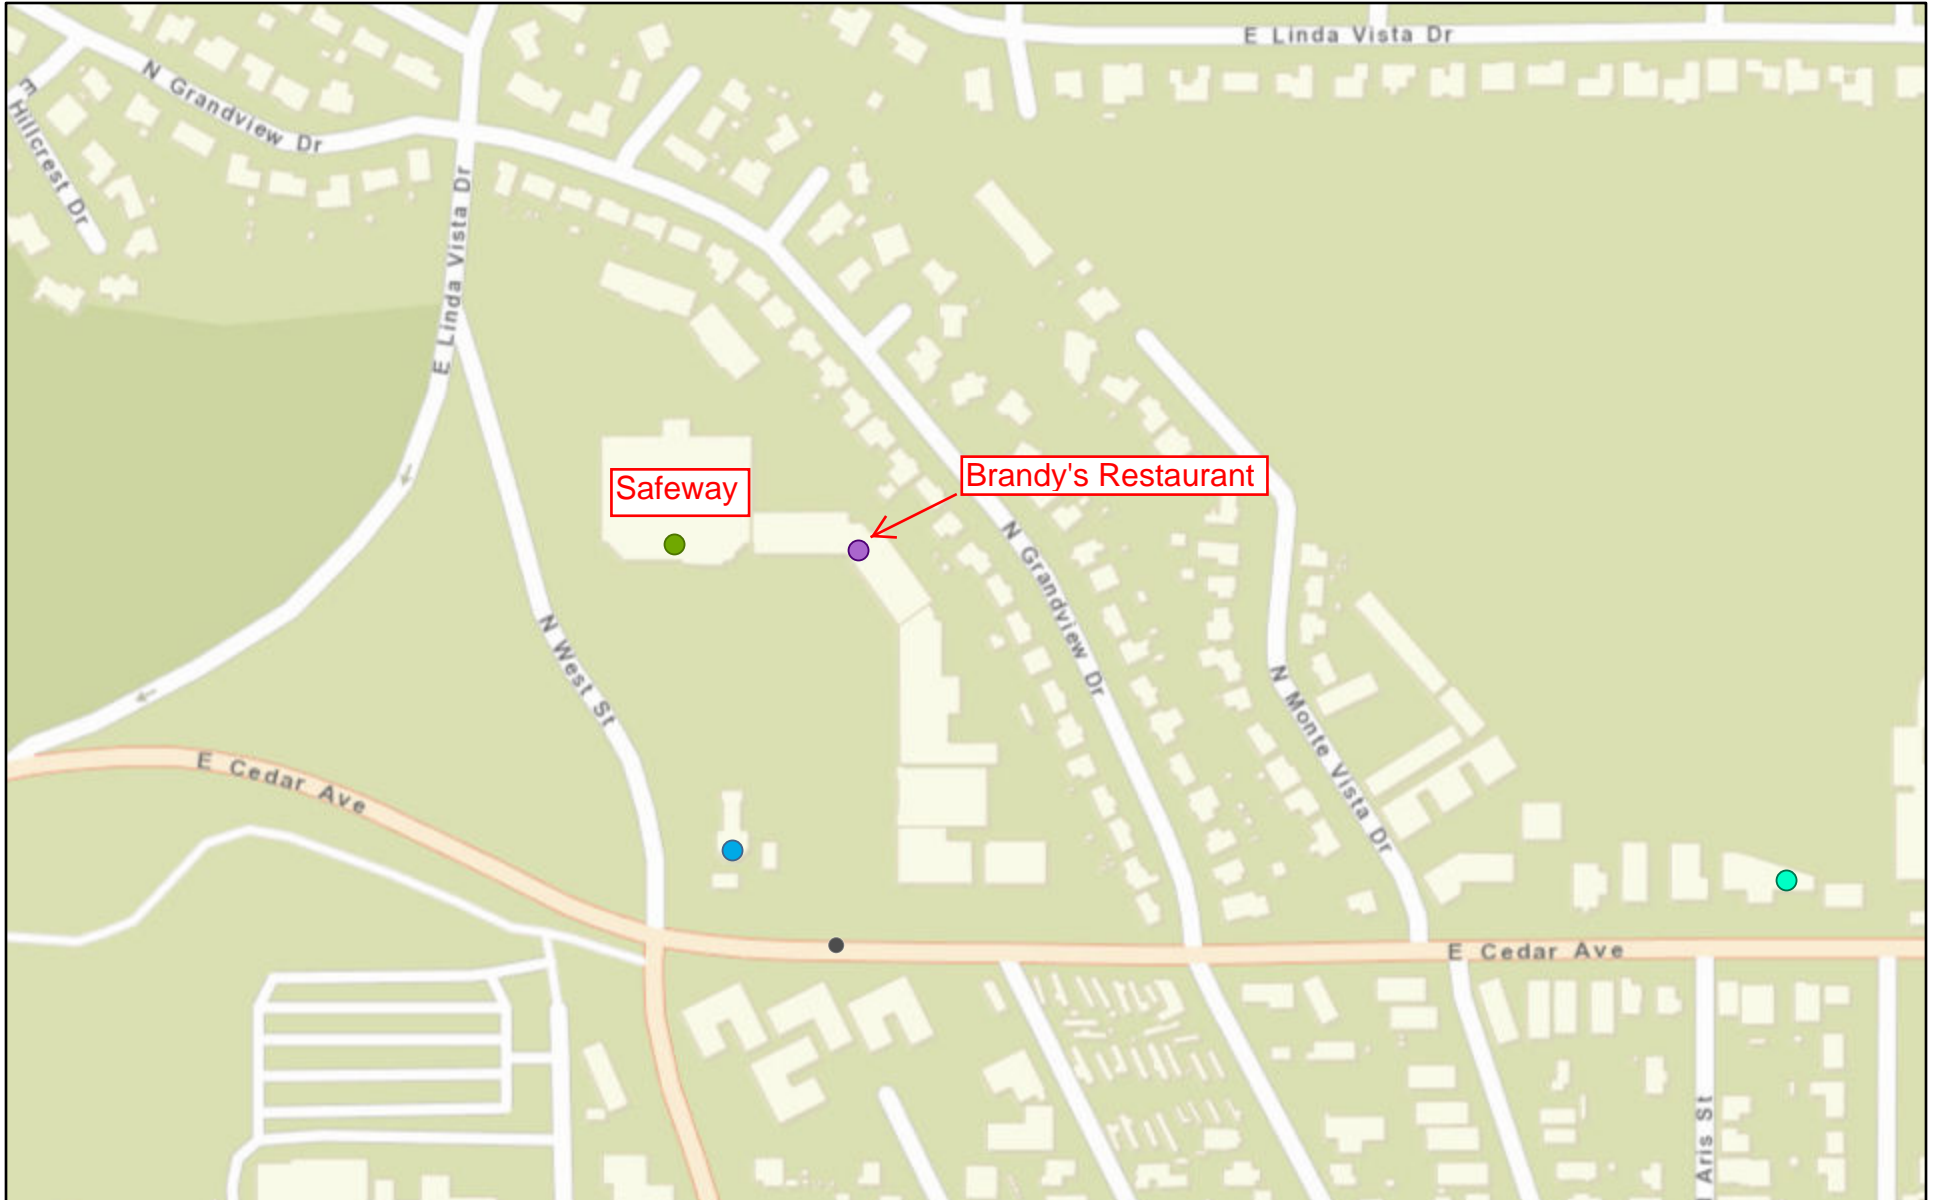 E Linda Vista Dr
N Grandview Dr
E Hillcrest Dr
E Linda Vista Dr
Safeway
Brandy's Restaurant
N Grandview Dr
N West St
N Monte Vista Dr
E Cedar Ave
E Cedar Ave
Aris St